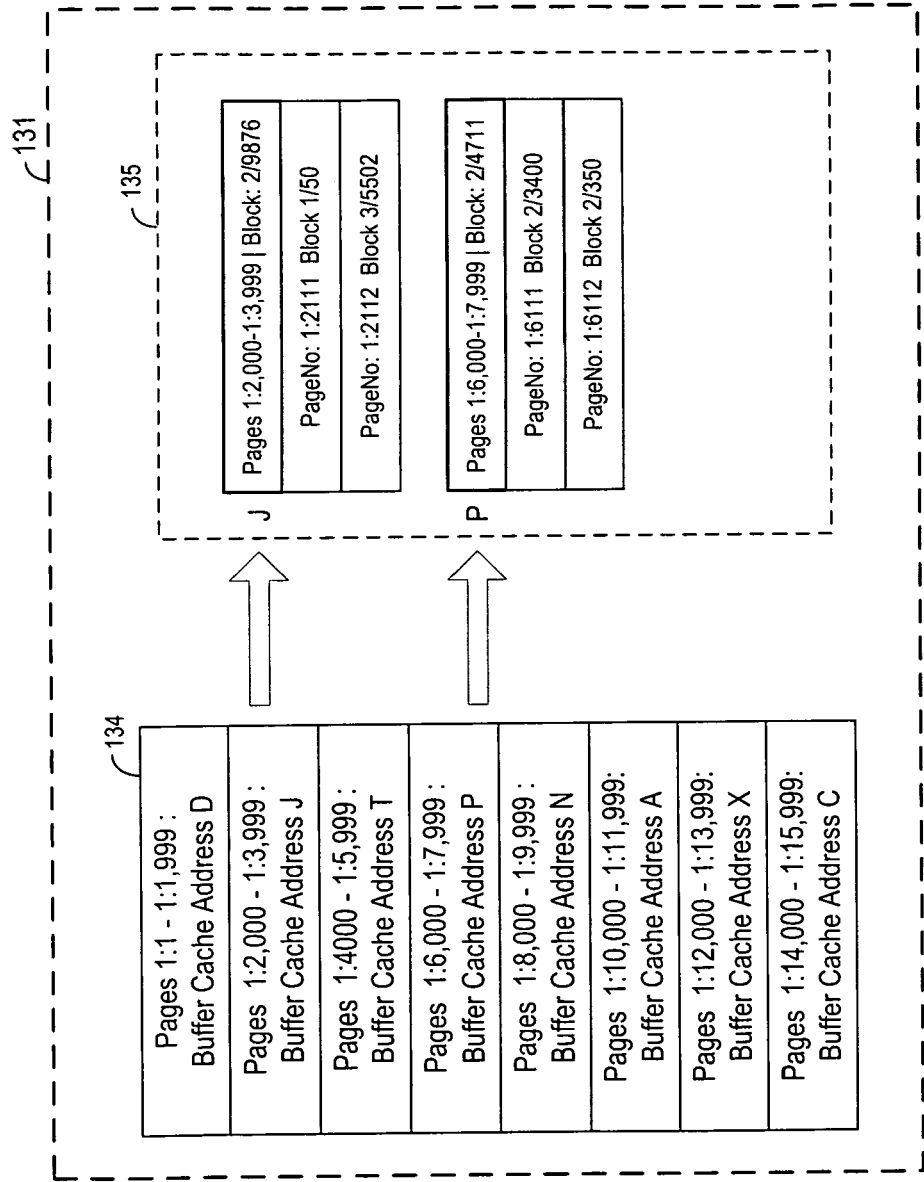 131
134
Pages 1:1 - 1:1,999 :
Buffer Cache Address D
Pages 1:2,000 - 1:3,999 :
Buffer Cache Address J
Pages 1:4000 - 1:5,999 :
Buffer Cache Address T
Pages 1:6,000 - 1:7,999 :
Buffer Cache Address P
Pages 1:8,000 - 1:9,999 :
Buffer Cache Address N
Pages 1:10,000 - 1:11,999:
Buffer Cache Address A
Pages 1:12,000 - 1:13,999:
Buffer Cache Address X
Pages 1:14,000 - 1:15,999:
Buffer Cache Address C
135
J
Pages 1:2,000-1:3,999 | Block: 2/9876
PageNo: 1:2111 Block 1/50
PageNo: 1:2112 Block 3/5502
P
Pages 1:6,000-1:7,999 | Block: 2/4711
PageNo: 1:6111 Block 2/3400
PageNo: 1:6112 Block 2/350